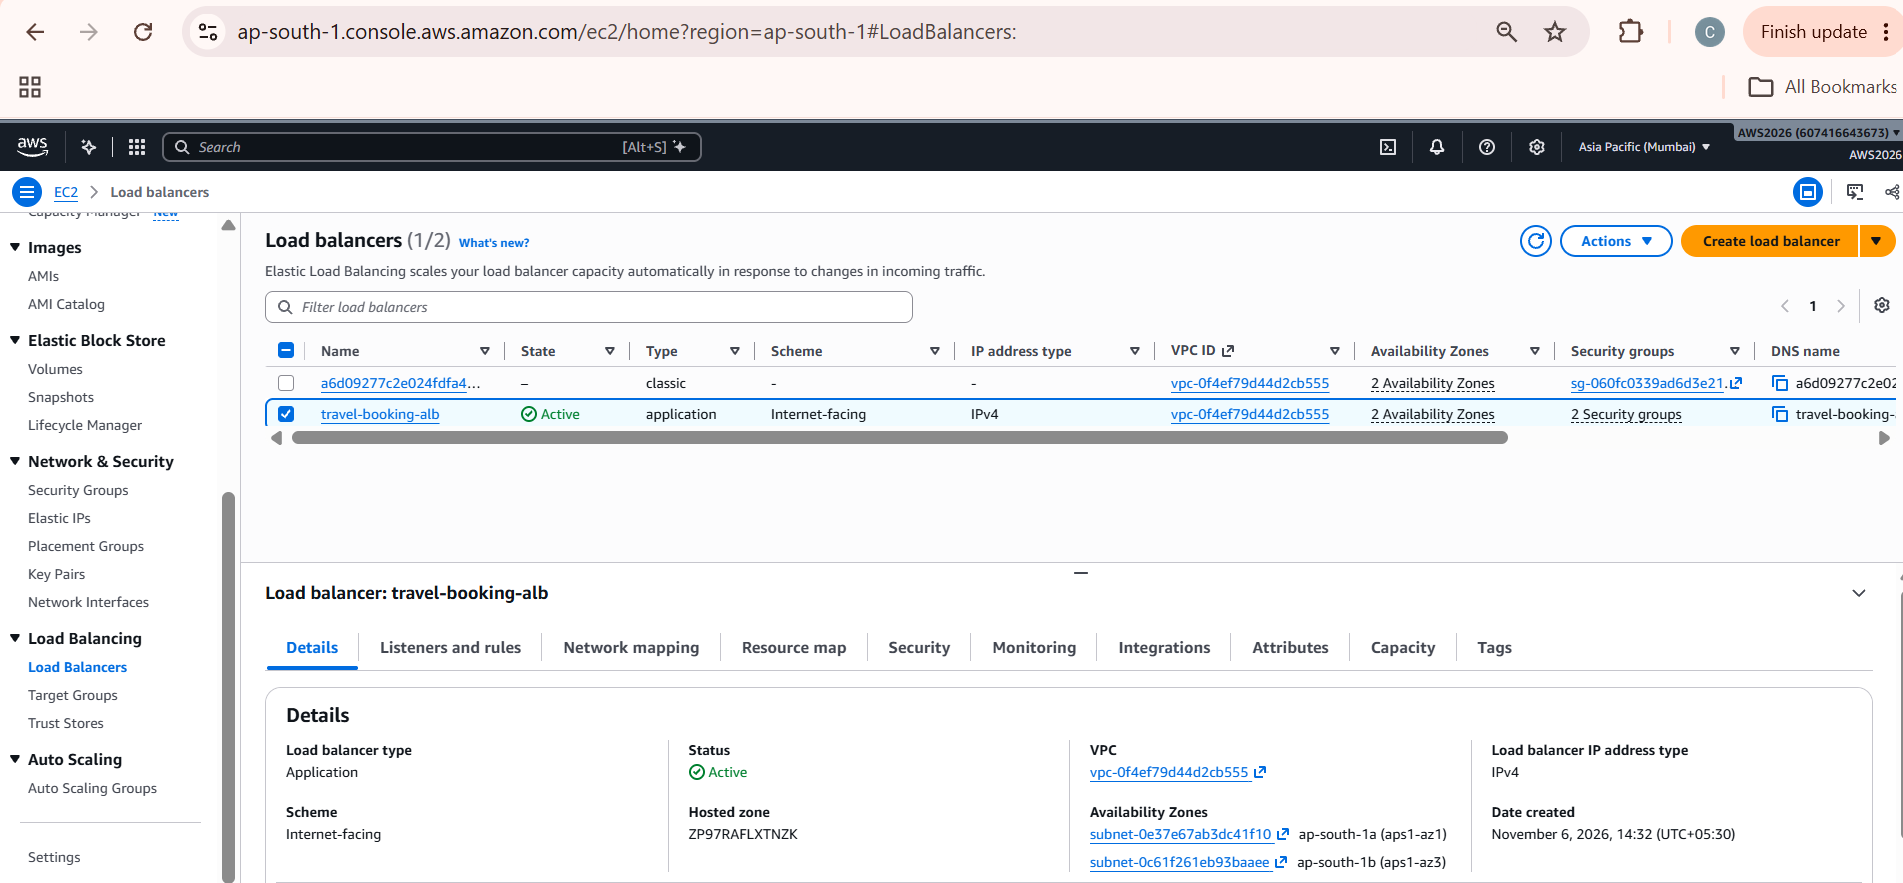 ap-south-1.console.aws.amazon.com/ec2/home?region=ap-south-1#LoadBalancers:
C
Finish update
All Bookmarks
aws
Search
[Alt+S]
Asia Pacific (Mumbai)
AWS2026 (607416643673)
AWS2026
EC2
Load balancers
Capacity Manager New
Images
AMIs
AMI Catalog
Elastic Block Store
Volumes
Snapshots
Lifecycle Manager
Network & Security
Security Groups
Elastic IPs
Placement Groups
Key Pairs
Network Interfaces
Load Balancing
Load Balancers
Target Groups
Trust Stores
Auto Scaling
Auto Scaling Groups
Settings
Load balancers (1/2) What's new?
Actions
Create load balancer
Elastic Load Balancing scales your load balancer capacity automatically in response to changes in incoming traffic.
Filter load balancers
1
Name State Type Scheme IP address type VPC ID Availability Zones Security groups DNS name
a6d09277c2e024fdfa4... – classic - - vpc-0f4ef79d44d2cb555 2 Availability Zones sg-060fc0339ad6d3e21. a6d09277c2e02
travel-booking-alb Active application Internet-facing IPv4 vpc-0f4ef79d44d2cb555 2 Availability Zones 2 Security groups travel-booking-
Load balancer: travel-booking-alb
Details Listeners and rules Network mapping Resource map Security Monitoring Integrations Attributes Capacity Tags
Details
Load balancer type
Application
Scheme
Internet-facing
Status
Active
Hosted zone
ZP97RAFLXTNZK
VPC
vpc-0f4ef79d44d2cb555
Availability Zones
subnet-0e37e67ab3dc41f10 ap-south-1a (aps1-az1)
subnet-0c61f261eb93baaee ap-south-1b (aps1-az3)
Load balancer IP address type
IPv4
Date created
November 6, 2026, 14:32 (UTC+05:30)